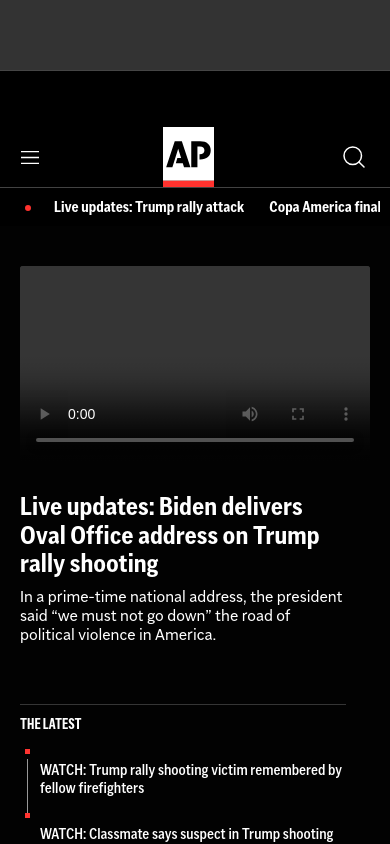 AP
Live updates: Trump rally attack
Copa America final
0:00
Live updates: Biden delivers
Oval Office address on Trump
rally shooting
In a prime-time national address, the president
said “we must not go down” the road of
political violence in America.
THE LATEST
WATCH: Trump rally shooting victim remembered by
fellow firefighters
WATCH: Classmate says suspect in Trump shooting